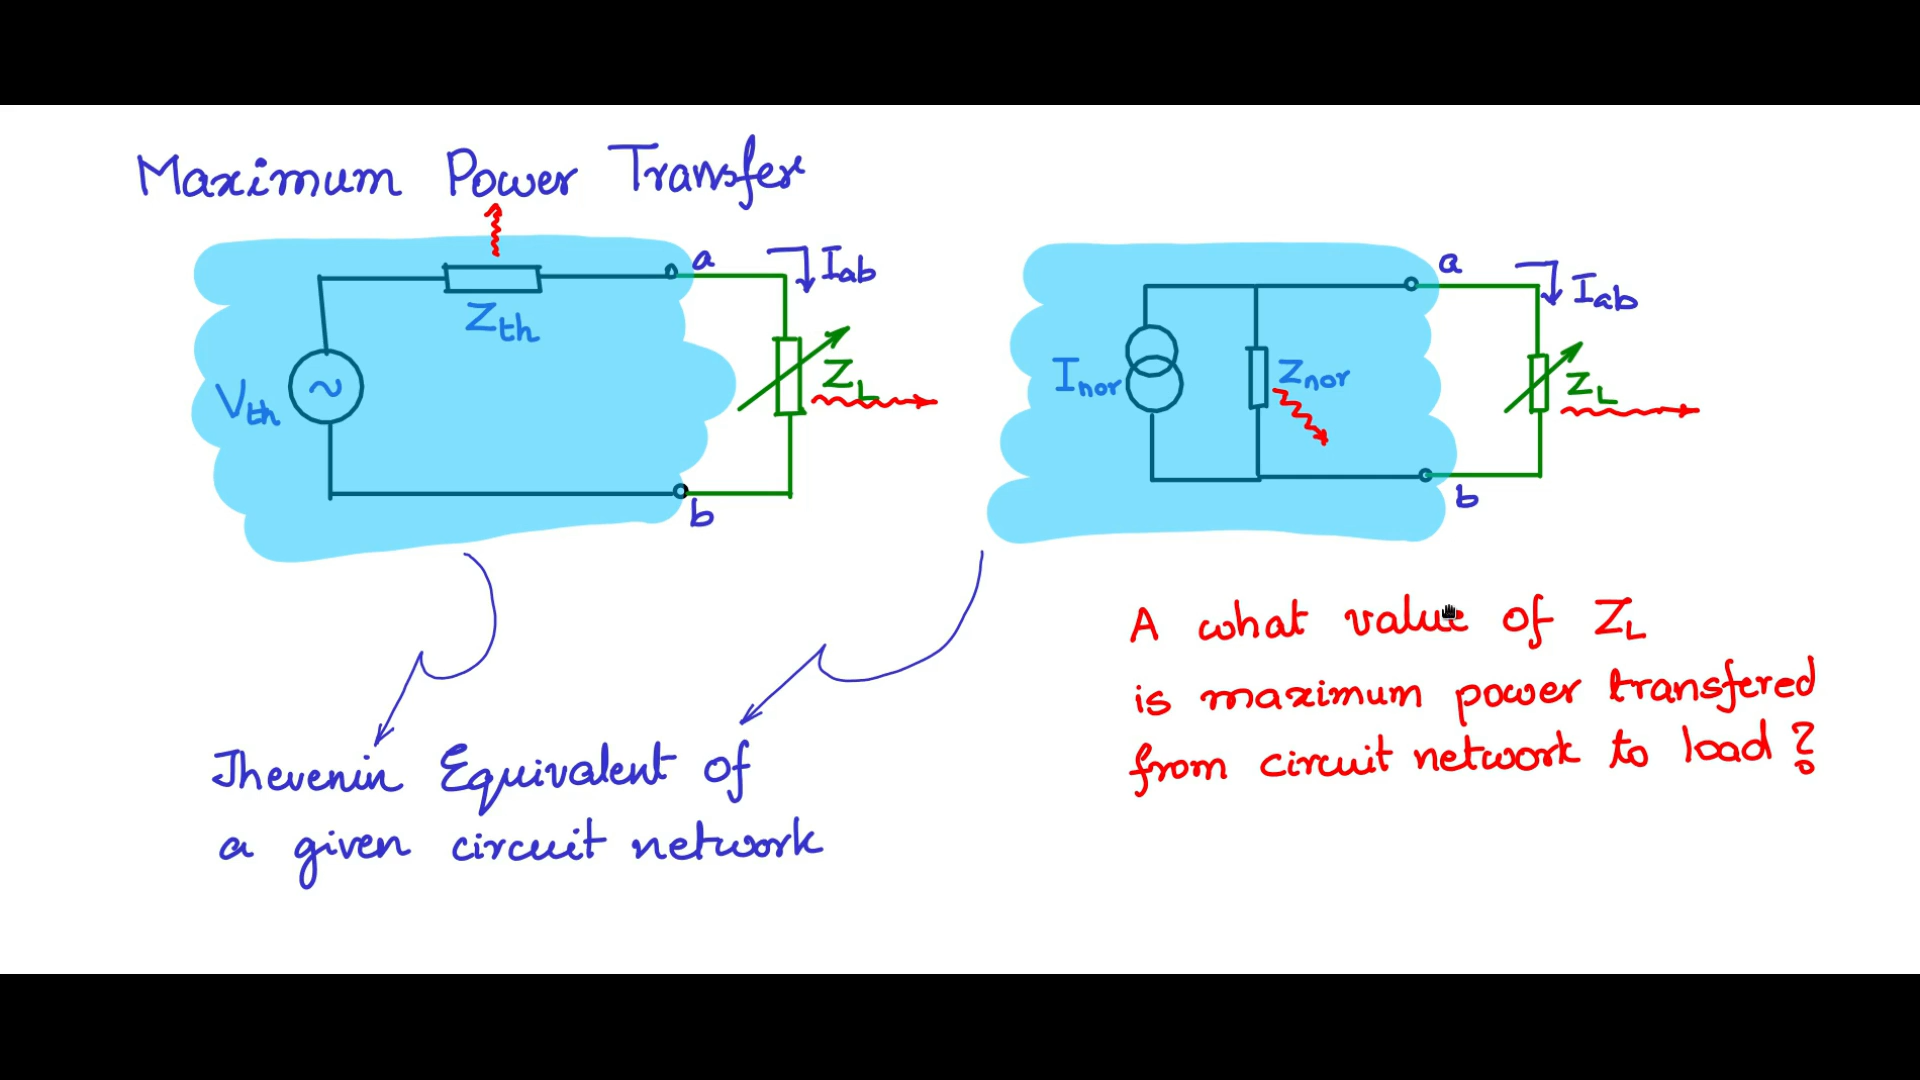 Maximum Power Transfer
a
Iab
Zth
Vth
ZL
b
a
Iab
Inor
Znor
ZL
b
A what value of ZL
is maximum power transfered
from circuit network to load?
Thevenin Equivalent of
a given circuit network